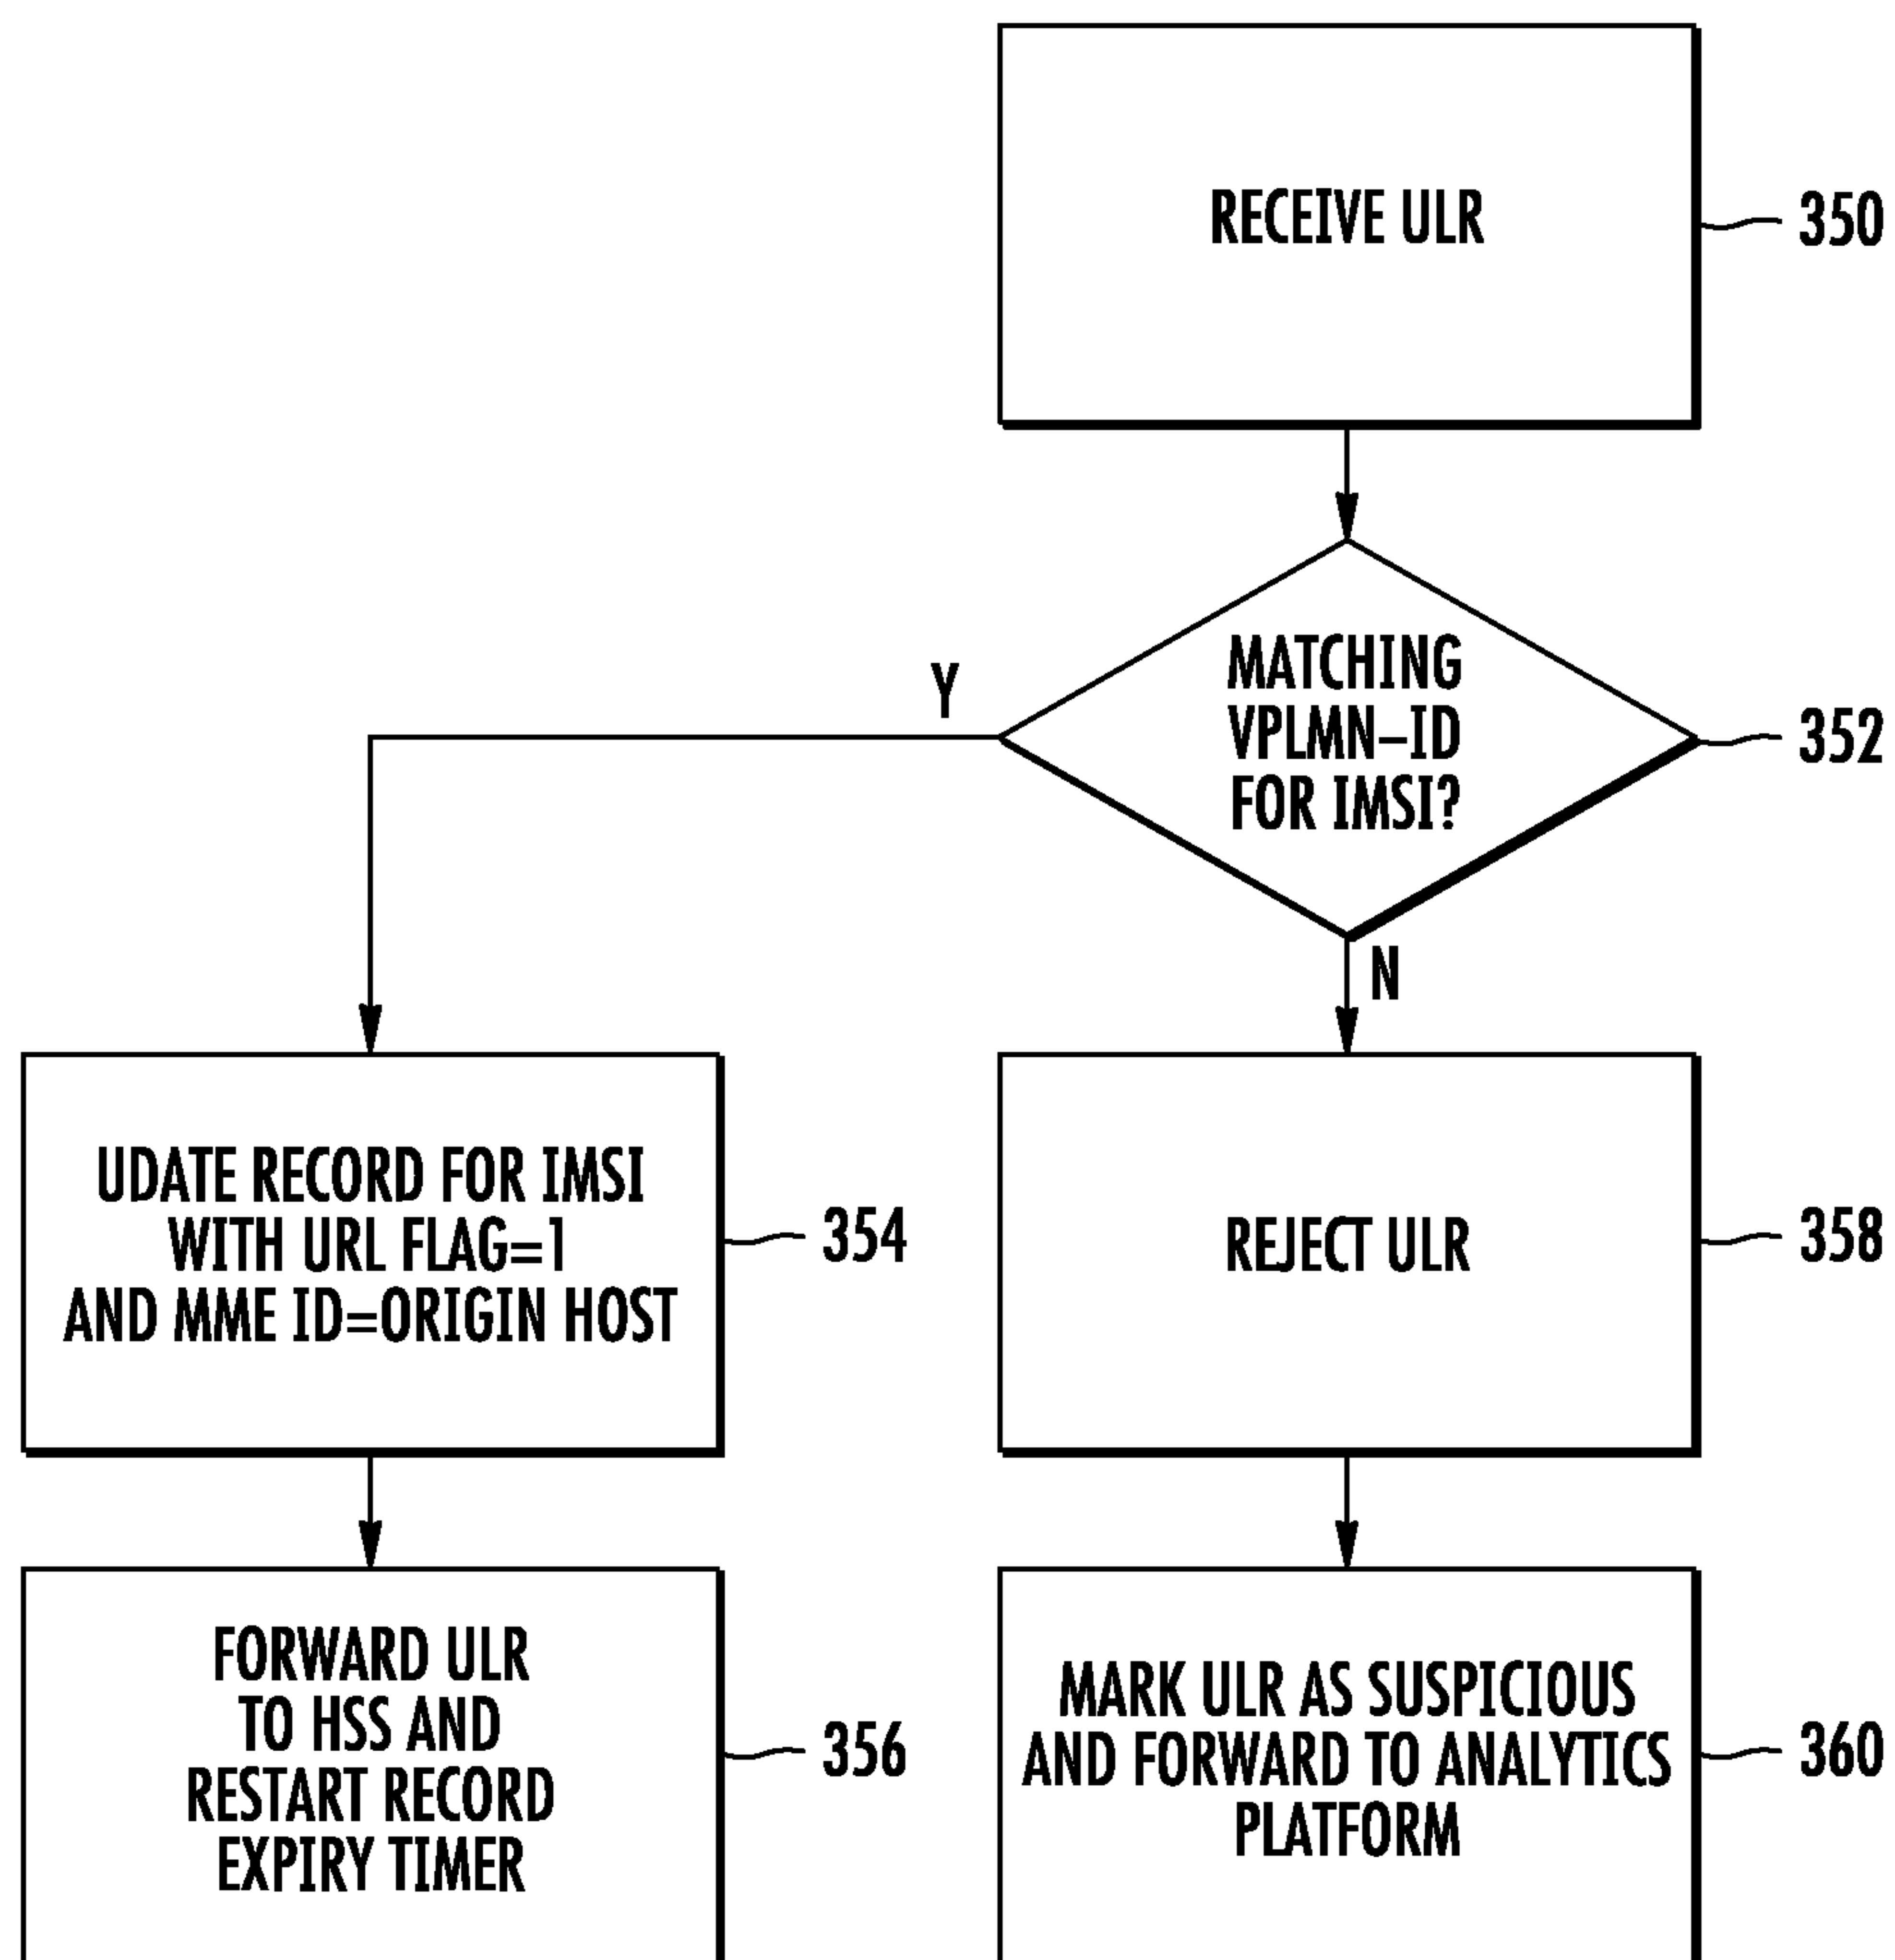 RECEIVE ULR
350
MATCHING
VPLMN-ID
FOR IMSI?
352
Y
N
UDATE RECORD FOR IMSI
WITH URL FLAG=1
AND MME ID=ORIGIN HOST
354
REJECT ULR
358
FORWARD ULR
TO HSS AND
RESTART RECORD
EXPIRY TIMER
356
MARK ULR AS SUSPICIOUS
AND FORWARD TO ANALYTICS
PLATFORM
360